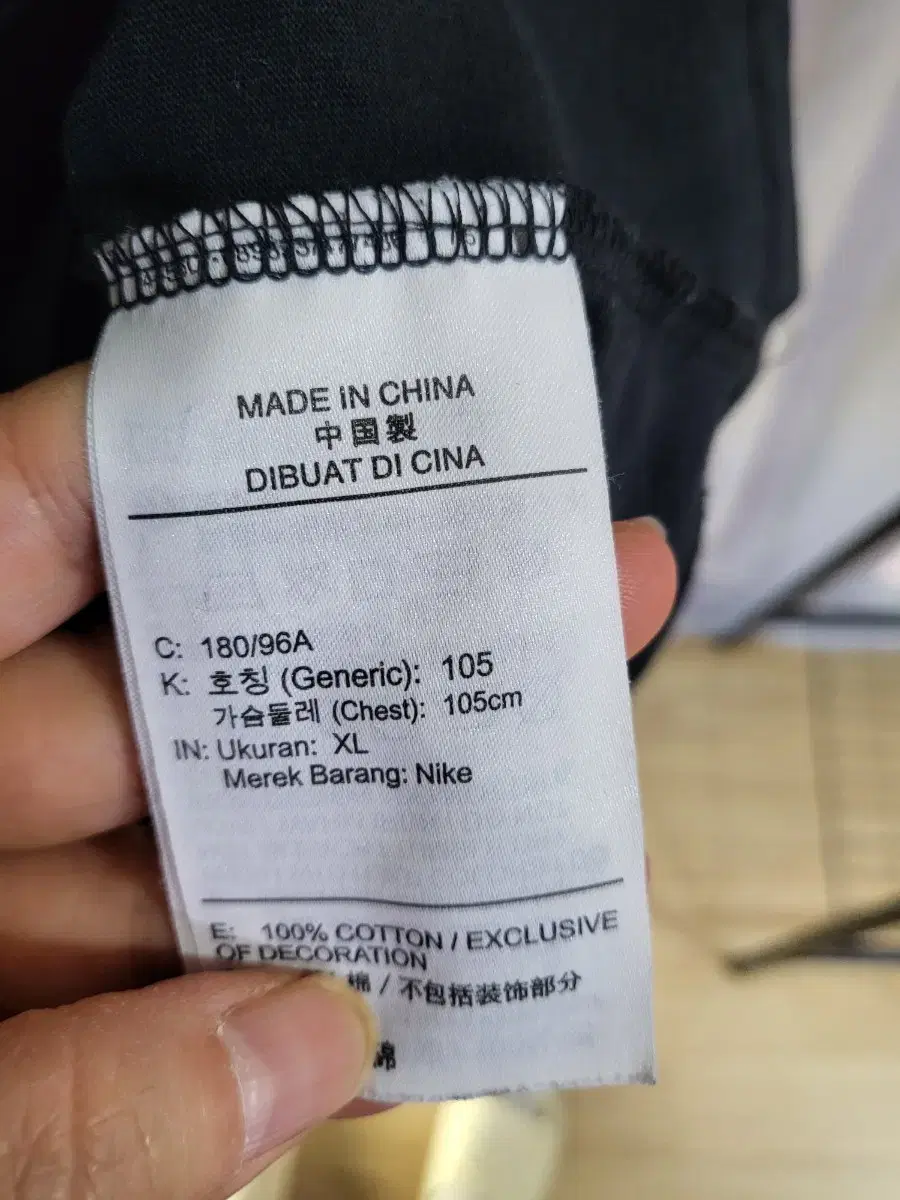 MADE IN CHINA
中国製
DIBUAT DI CINA
C: 180/96A
K: 호칭 (Generic): 105
가슴둘레 (Chest): 105cm
IN: Ukuran: XL
Merek Barang: Nike
E: 100% COTTON / EXCLUSIVE
OF DECORATION
棉 / 不包括装饰部分
綿